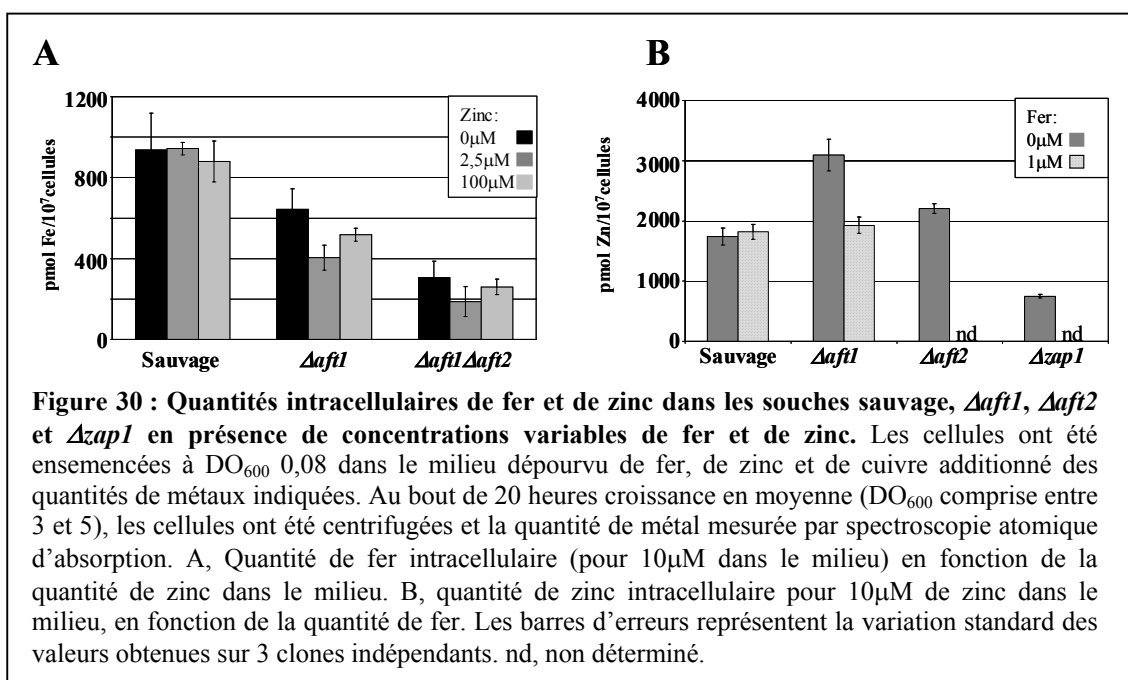 A
B
1200
800
400
0
pmol Fe/10⁷cellules
Zinc:
0μM
2,5μM
100μM
Sauvage
Δaft1
Δaft1Δaft2
4000
3000
2000
1000
0
pmol Zn/10⁷cellules
Fer:
0μM
1μM
nd
nd
Sauvage
Δaft1
Δaft2
Δzap1
Figure 30 : Quantités intracellulaires de fer et de zinc dans les souches sauvage, Δaft1, Δaft2
et Δzap1 en présence de concentrations variables de fer et de zinc. Les cellules ont été
ensemencées à DO₆₀₀ 0,08 dans le milieu dépourvu de fer, de zinc et de cuivre additionné des
quantités de métaux indiquées. Au bout de 20 heures croissance en moyenne (DO₆₀₀ comprise entre
3 et 5), les cellules ont été centrifugées et la quantité de métal mesurée par spectroscopie atomique
d’absorption. A, Quantité de fer intracellulaire (pour 10μM dans le milieu) en fonction de la
quantité de zinc dans le milieu. B, quantité de zinc intracellulaire pour 10μM de zinc dans le
milieu, en fonction de la quantité de fer. Les barres d’erreurs représentent la variation standard des
valeurs obtenues sur 3 clones indépendants. nd, non déterminé.